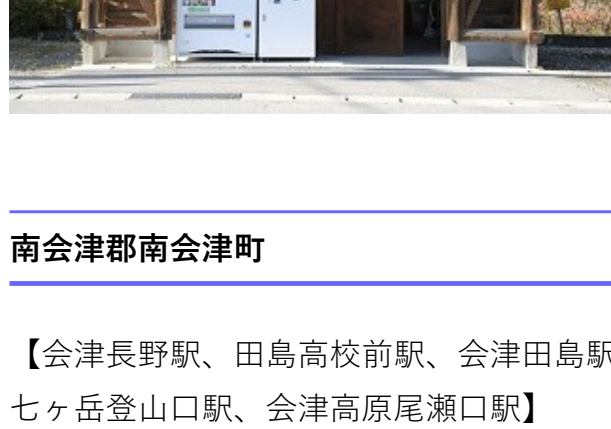 南会津郡南会津町
【会津長野駅、田島高校前駅、会津田島駅
七ヶ岳登山口駅、会津高原尾瀬口駅】